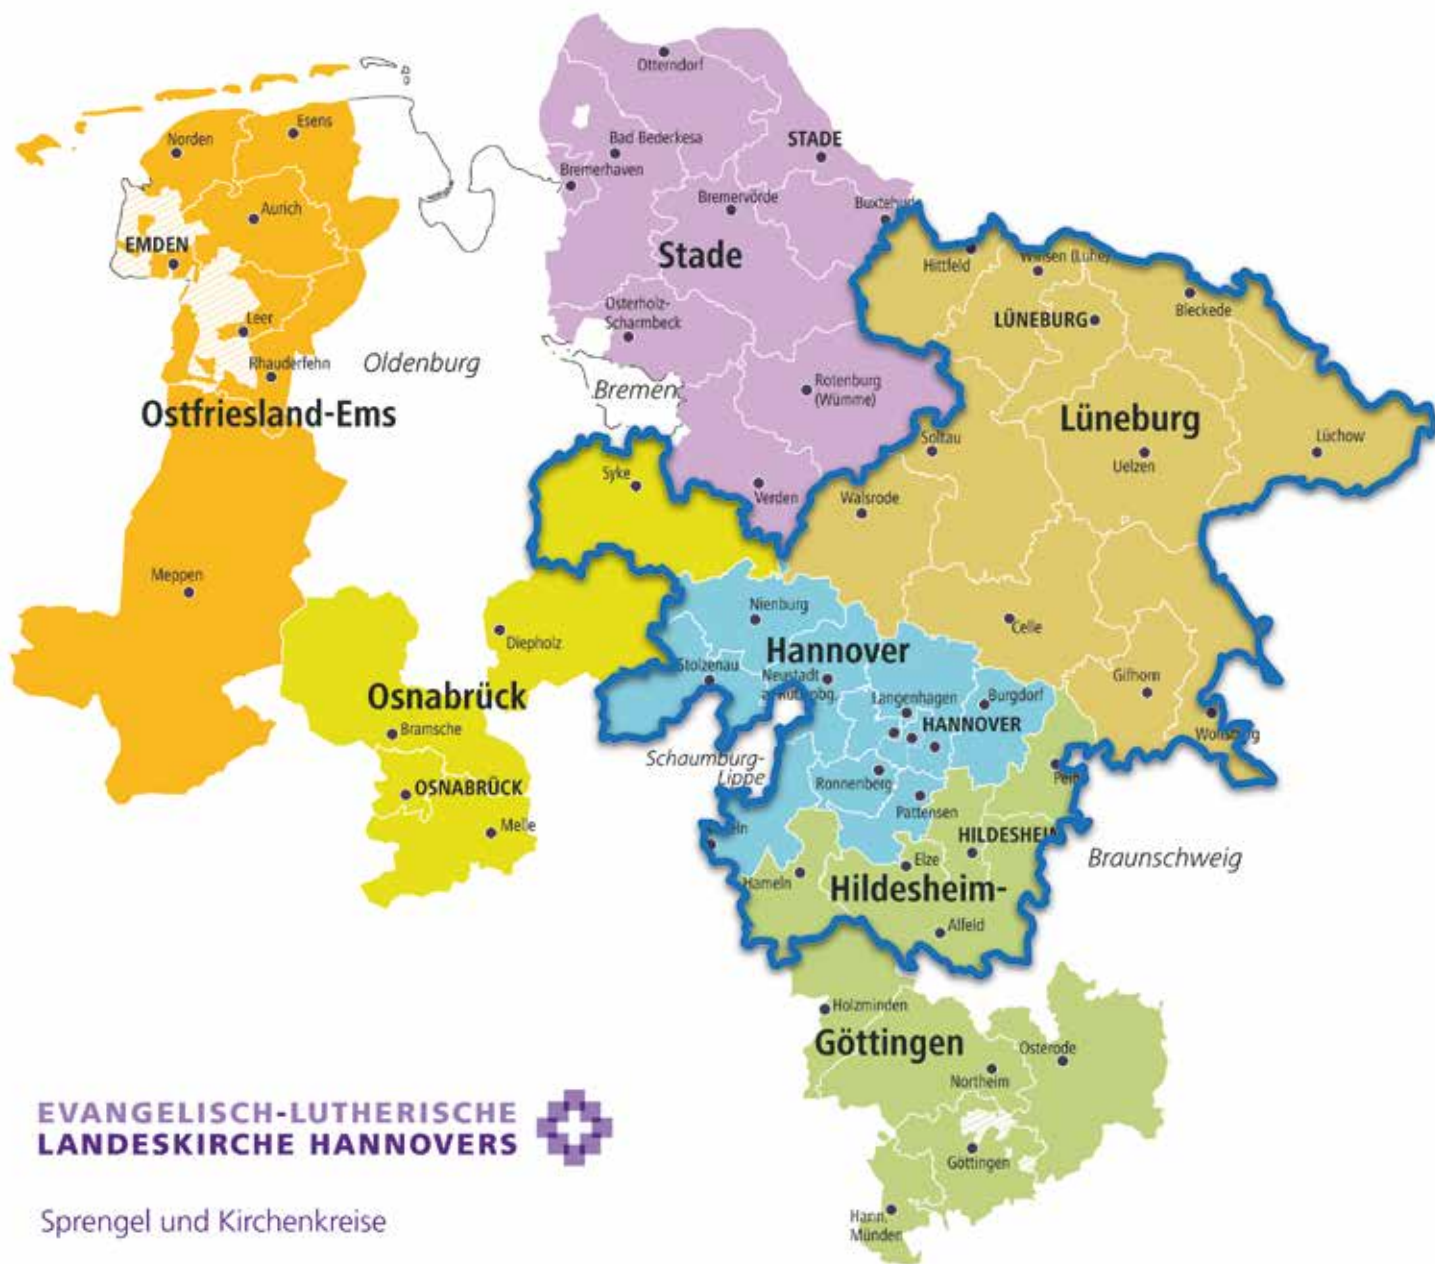 Otterndorf
Esens
Norden
STADE
Bad Bederkesa
Bremerhaven
Bremervörde
Aurich
EMDEN
Stade
Hittfeld
Bleckede
Osterholz-
Scharmbeck
LÜNEBURG
Leer
Rhauderfehn
Oldenburg
Bremen
Rotenburg
(Wümme)
Ostfriesland-Ems
Lüneburg
Soltau
Lüchow
Uelzen
Syke
Verden
Walsrode
Meppen
Nienburg
Celle
Diepholz
Hannover
Stolzenau
Neustadt
Gifhorn
Osnabrück
Langenhagen
Burgdorf
Bramsche
HANNOVER
Schaumburg-
Lippe
Ronnenberg
OSNABRÜCK
Pattensen
Melle
Braunschweig
Elze
Hameln
Hildesheim-
Alfeld
Holzminden
Göttingen
Osterode
Northeim
EVANGELISCH-LUTHERISCHE
LANDESKIRCHE HANNOVERS
Göttingen
Hann.
Münden
Sprengel und Kirchenkreise